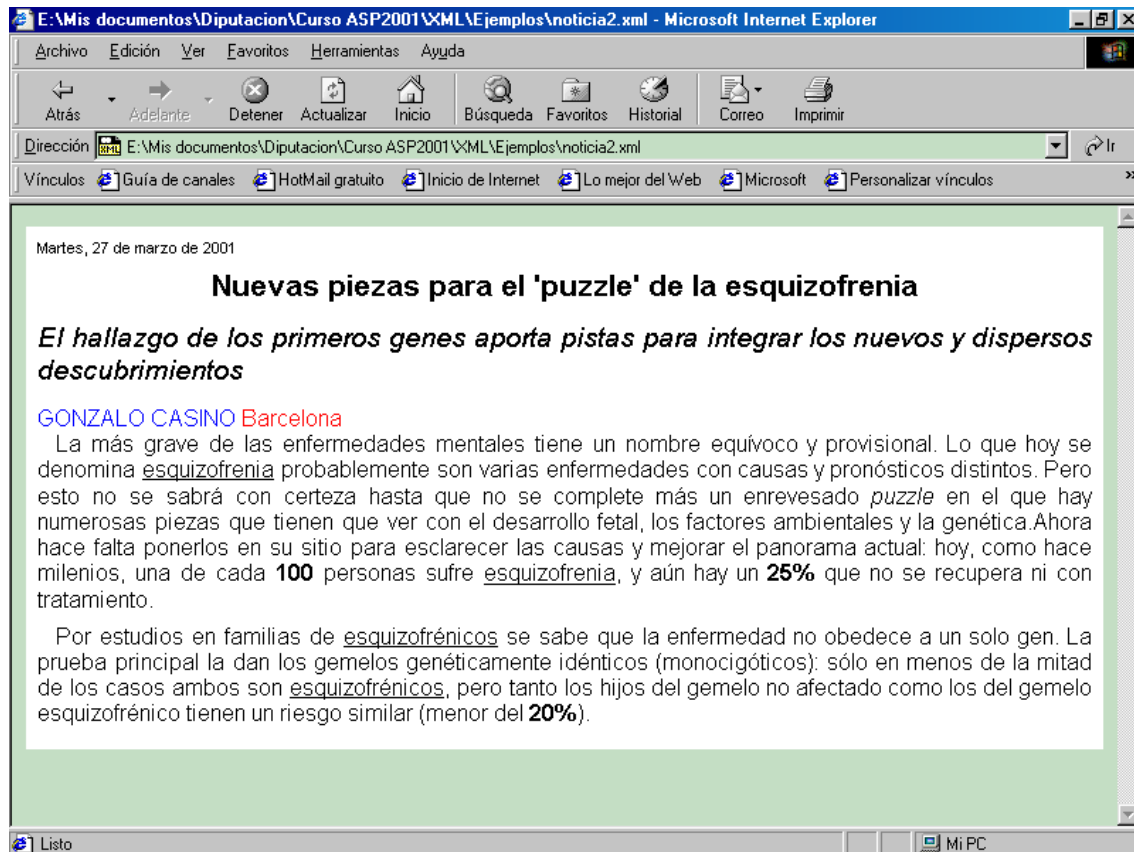 E:\Mis documentos\Diputacion\Curso ASP2001\XML\Ejemplos\noticia2.xml - Microsoft Internet Explorer
Archivo Edición Ver Favoritos Herramientas Ayuda
Atrás Adelante Detener Actualizar Inicio Búsqueda Favoritos Historial Correo Imprimir
Dirección E:\Mis documentos\Diputacion\Curso ASP2001\XML\Ejemplos\noticia2.xml Ir
Vínculos Guía de canales HotMail gratuito Inicio de Internet Lo mejor del Web Microsoft Personalizar vínculos »
Martes, 27 de marzo de 2001
Nuevas piezas para el 'puzzle' de la esquizofrenia
El hallazgo de los primeros genes aporta pistas para integrar los nuevos y dispersos
descubrimientos
GONZALO CASINO Barcelona
La más grave de las enfermedades mentales tiene un nombre equívoco y provisional. Lo que hoy se
denomina esquizofrenia probablemente son varias enfermedades con causas y pronósticos distintos. Pero
esto no se sabrá con certeza hasta que no se complete más un enrevesado puzzle en el que hay
numerosas piezas que tienen que ver con el desarrollo fetal, los factores ambientales y la genética.Ahora
hace falta ponerlos en su sitio para esclarecer las causas y mejorar el panorama actual: hoy, como hace
milenios, una de cada 100 personas sufre esquizofrenia, y aún hay un 25% que no se recupera ni con
tratamiento.
Por estudios en familias de esquizofrénicos se sabe que la enfermedad no obedece a un solo gen. La
prueba principal la dan los gemelos genéticamente idénticos (monocigóticos): sólo en menos de la mitad
de los casos ambos son esquizofrénicos, pero tanto los hijos del gemelo no afectado como los del gemelo
esquizofrénico tienen un riesgo similar (menor del 20%).
Listo Mi PC